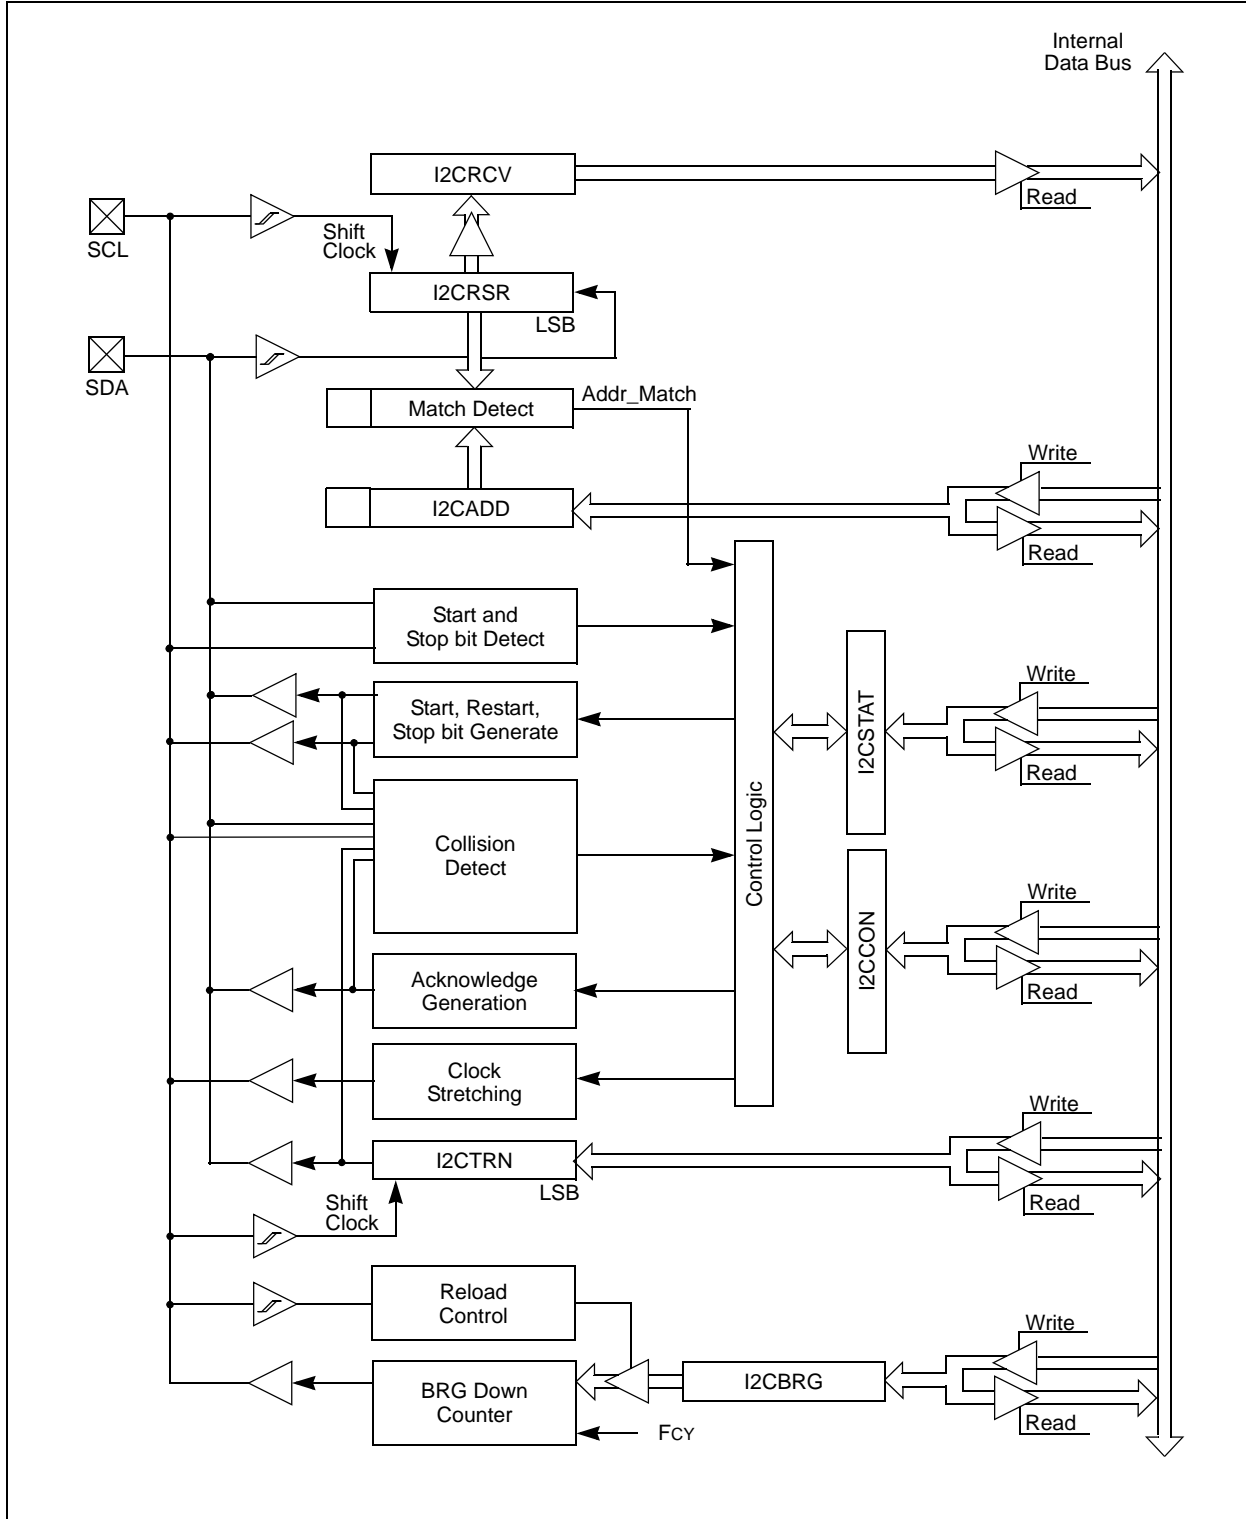 Internal
Data Bus
I2CRCV
Read
SCL
Shift
Clock
I2CRSR
LSB
SDA
Match Detect
Addr_Match
Write
I2CADD
Read
Start and
Stop bit Detect
Write
Start, Restart,
Stop bit Generate
I2CSTAT
Read
Control Logic
Collision
Detect
Write
I2CCON
Read
Acknowledge
Generation
Clock
Stretching
Write
I2CTRN
LSB
Read
Shift
Clock
Reload
Control
Write
I2CBRG
BRG Down
Counter
Read
FCY